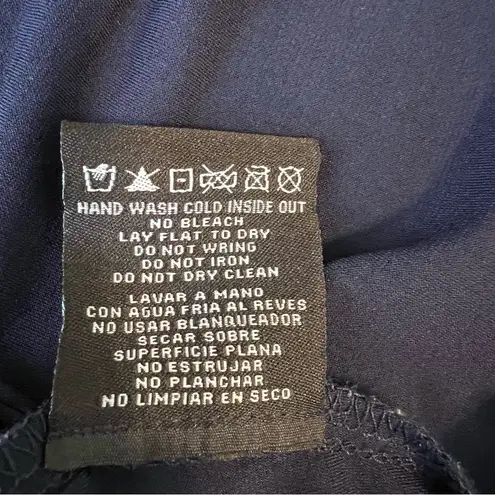 HAND WASH COLD INSIDE OUT
NO BLEACH
LAY FLAT TO DRY
DO NOT WRING
DO NOT IRON
DO NOT DRY CLEAN
LAVAR A MANO
CON AGUA FRIA AL REVES
NO USAR BLANQUEADOR
SECAR SOBRE
SUPERFICIE PLANA
NO ESTRUJAR
NO PLANCHAR
NO LIMPIAR EN SECO